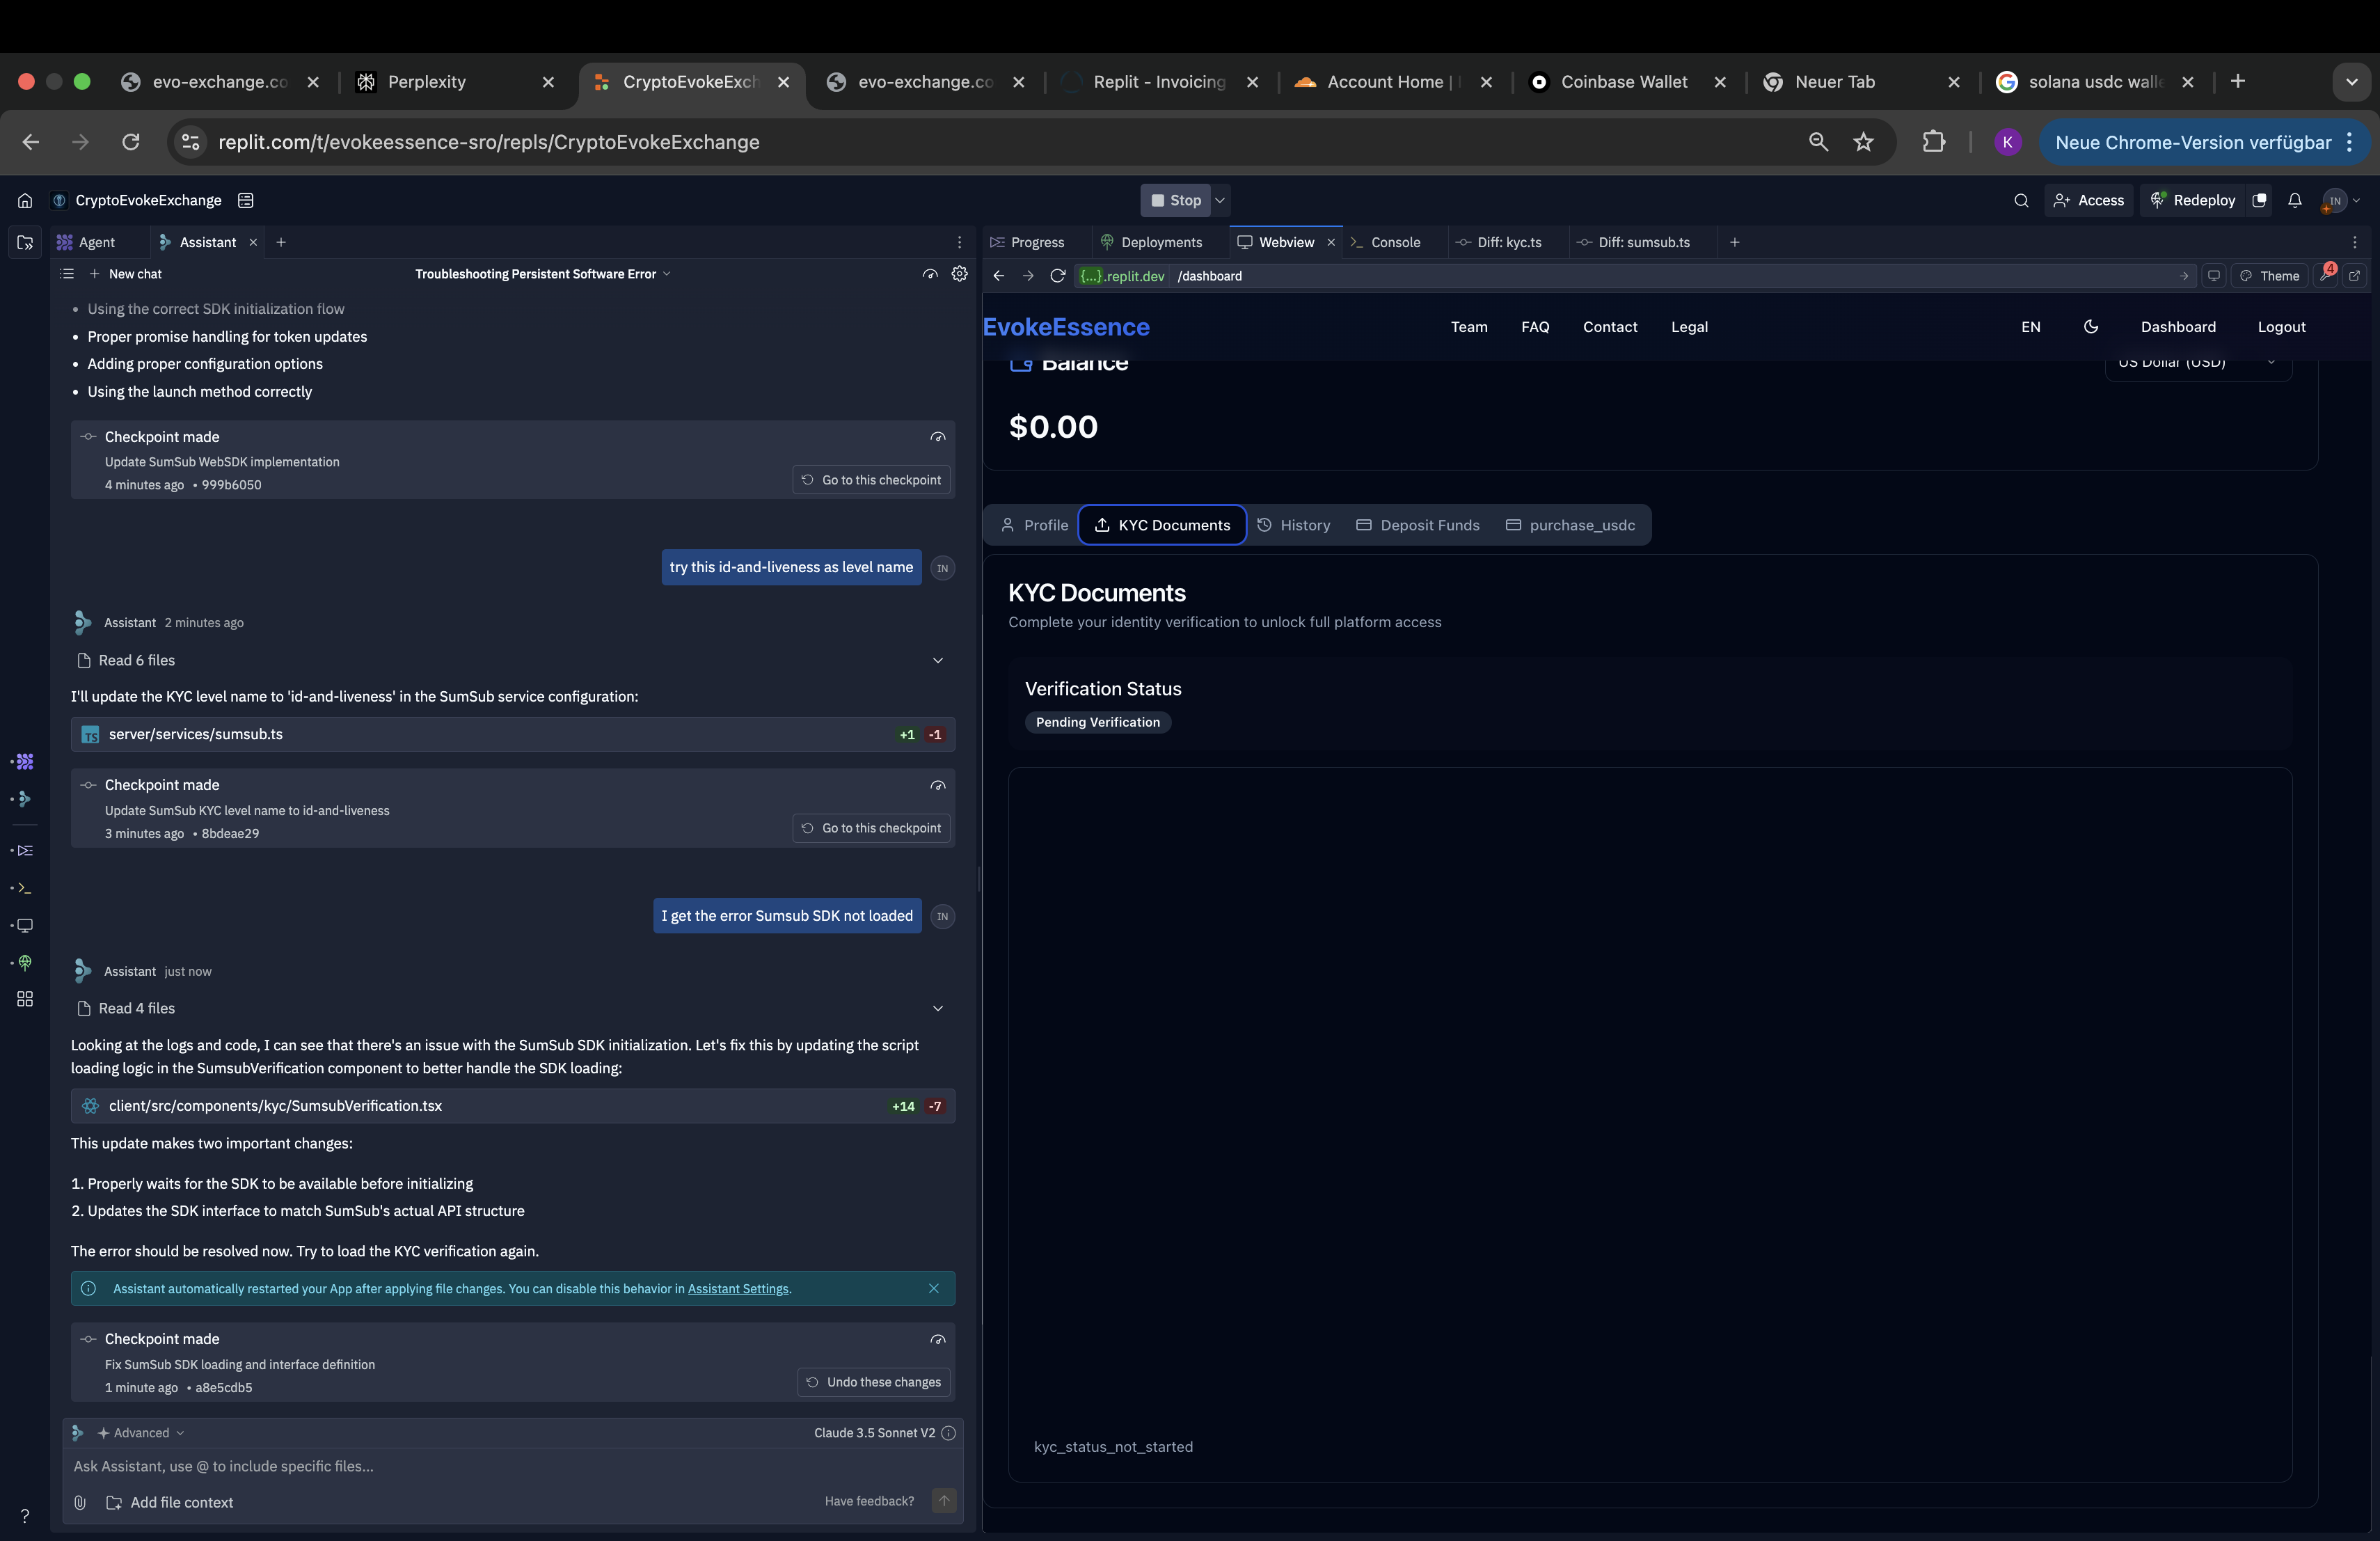 evo-exchange.co
Perplexity
CryptoEvokeExch
evo-exchange.co
Replit - Invoicing
Account Home |
Coinbase Wallet
Neuer Tab
solana usdc walle
replit.com/t/evokeessence-sro/repls/CryptoEvokeExchange
K
Neue Chrome-Version verfügbar
CryptoEvokeExchange
Stop
Access
Redeploy
IN
Agent
Assistant
New chat
Troubleshooting Persistent Software Error
Using the correct SDK initialization flow
Proper promise handling for token updates
Adding proper configuration options
Using the launch method correctly
Checkpoint made
Update SumSub WebSDK implementation
4 minutes ago • 999b6050
Go to this checkpoint
try this id-and-liveness as level name
IN
Assistant 2 minutes ago
Read 6 files
I'll update the KYC level name to 'id-and-liveness' in the SumSub service configuration:
TS server/services/sumsub.ts +1 -1
Checkpoint made
Update SumSub KYC level name to id-and-liveness
3 minutes ago • 8bdeae29
Go to this checkpoint
I get the error Sumsub SDK not loaded
IN
Assistant just now
Read 4 files
Looking at the logs and code, I can see that there's an issue with the SumSub SDK initialization. Let's fix this by updating the script
loading logic in the SumsubVerification component to better handle the SDK loading:
client/src/components/kyc/SumsubVerification.tsx +14 -7
This update makes two important changes:
1. Properly waits for the SDK to be available before initializing
2. Updates the SDK interface to match SumSub's actual API structure
The error should be resolved now. Try to load the KYC verification again.
Assistant automatically restarted your App after applying file changes. You can disable this behavior in Assistant Settings.
Checkpoint made
Fix SumSub SDK loading and interface definition
1 minute ago • a8e5cdb5
Undo these changes
Advanced
Claude 3.5 Sonnet V2
Ask Assistant, use @ to include specific files...
Add file context
Have feedback?
Progress
Deployments
Webview
Console
Diff: kyc.ts
Diff: sumsub.ts
{...}.replit.dev /dashboard
Theme
4
EvokeEssence
Team
FAQ
Contact
Legal
EN
Dashboard
Logout
Balance
US Dollar (USD)
$0.00
Profile
KYC Documents
History
Deposit Funds
purchase_usdc
KYC Documents
Complete your identity verification to unlock full platform access
Verification Status
Pending Verification
kyc_status_not_started